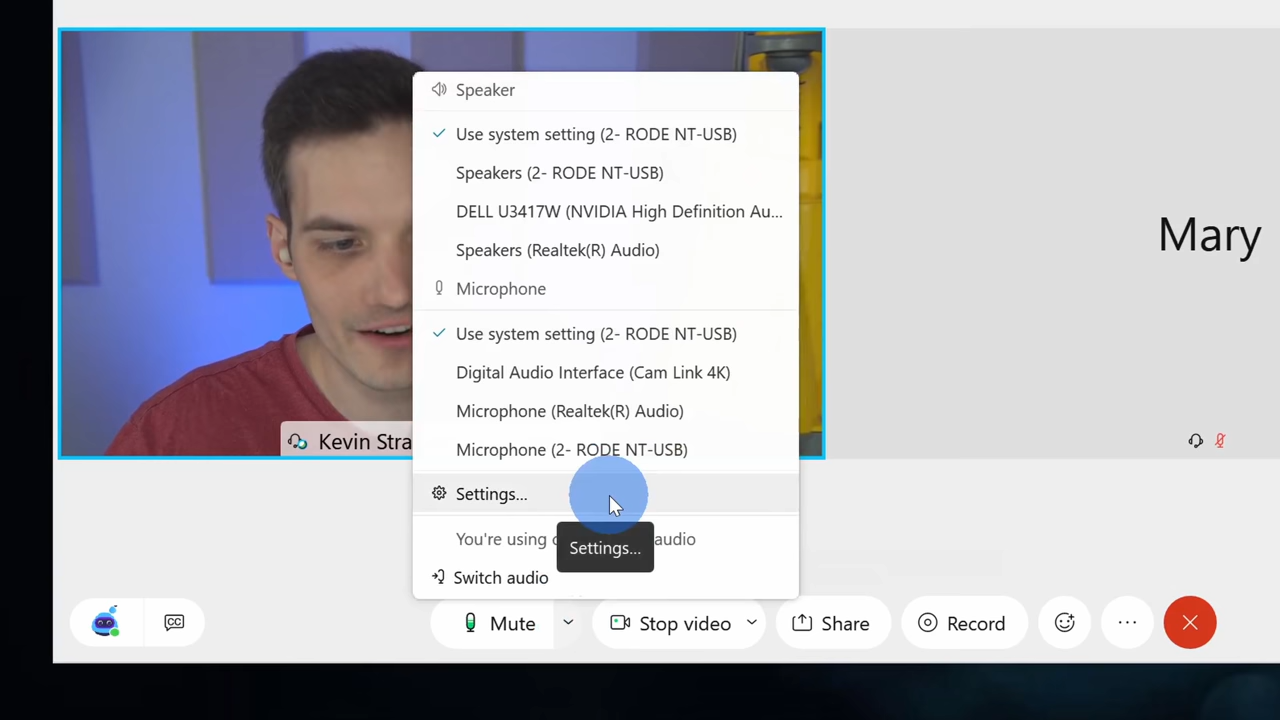 Speaker
Use system setting (2- RODE NT-USB)
Speakers (2- RODE NT-USB)
DELL U3417W (NVIDIA High Definition Au...
Speakers (Realtek(R) Audio)
Microphone
Use system setting (2- RODE NT-USB)
Digital Audio Interface (Cam Link 4K)
Microphone (Realtek(R) Audio)
Microphone (2- RODE NT-USB)
Settings...
You're using audio
Settings...
Switch audio
Mary
Kevin Stra
CC
Mute
Stop video
Share
Record